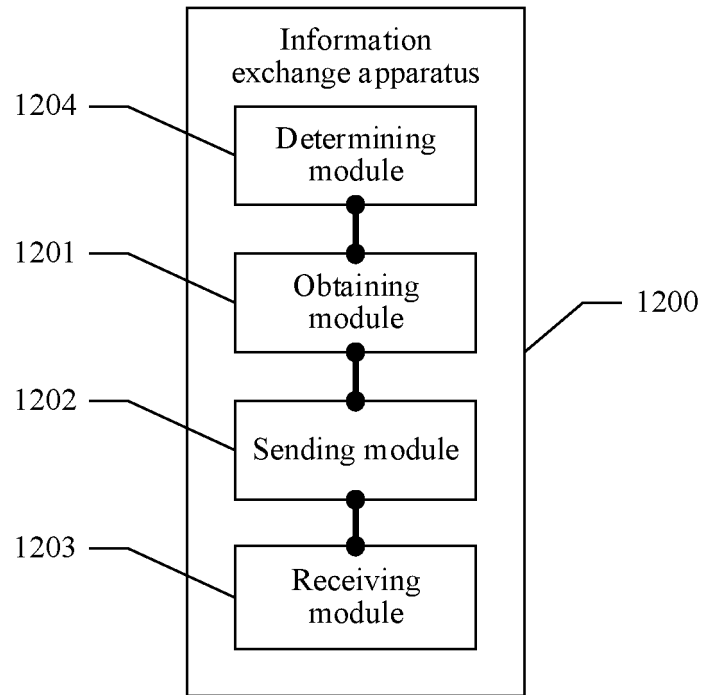 Information
exchange apparatus
1204
Determining
module
1201
Obtaining
module
1200
1202
Sending module
1203
Receiving
module